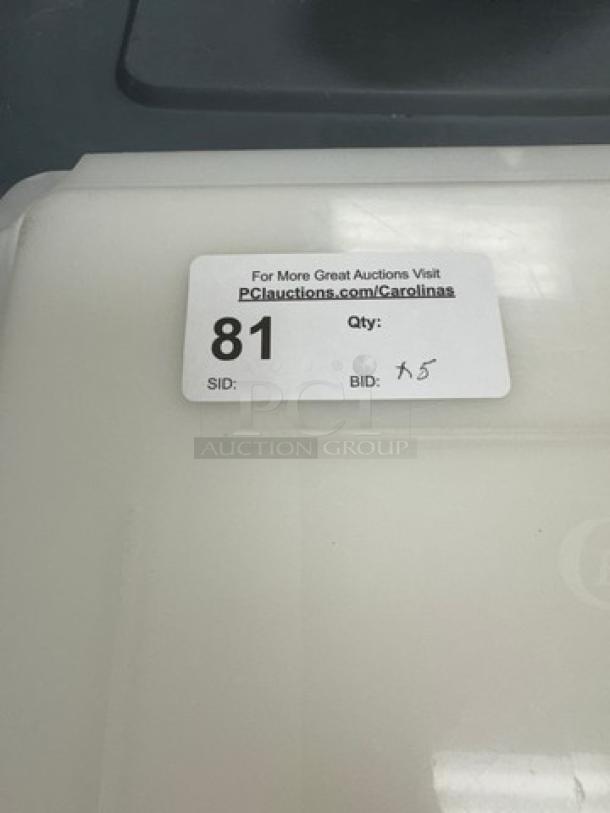 For More Great Auctions Visit
PCIauctions.com/Carolinas
81
Qty:
SID:
BID: x5
PCI
AUCTION GROUP